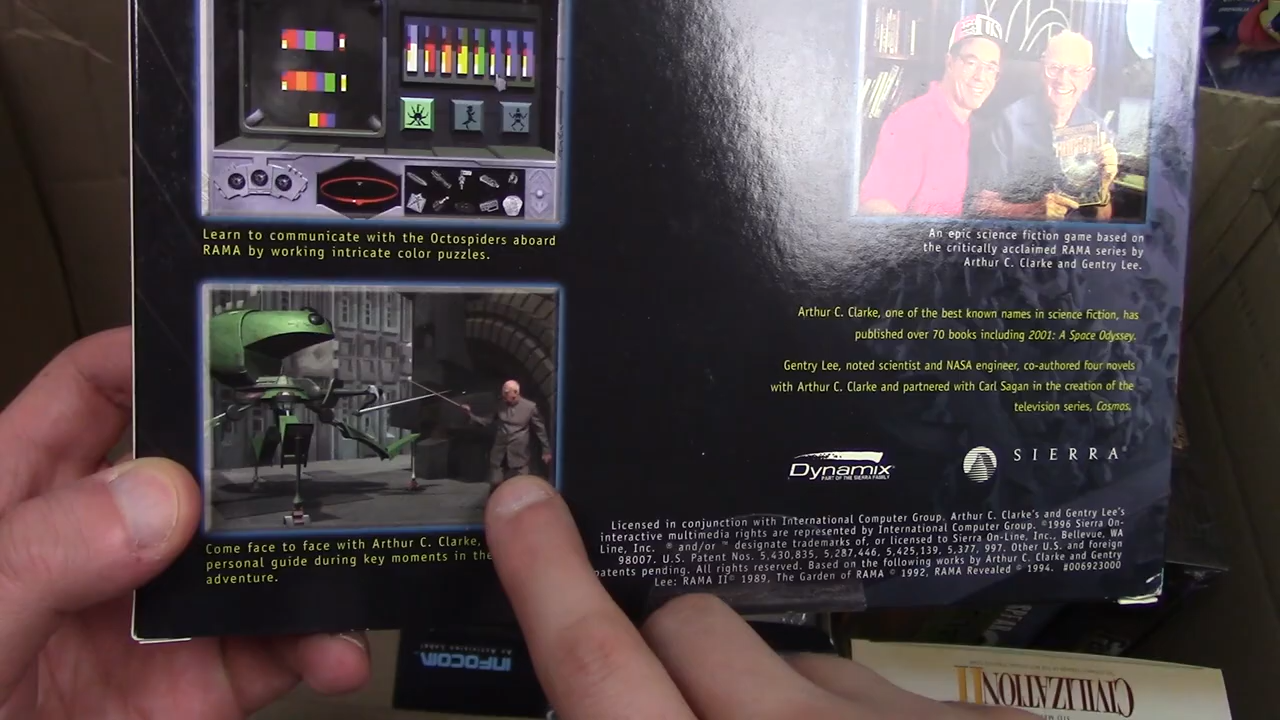 Learn to communicate with the Octospiders aboard
RAMA by working intricate color puzzles.
Come face to face with Arthur C. Clarke,
personal guide during key moments in the
adventure.
An epic science fiction game based on
the critically acclaimed RAMA series by
Arthur C. Clarke and Gentry Lee.
Arthur C. Clarke, one of the best known names in science fiction, has
published over 70 books including 2001: A Space Odyssey.
Gentry Lee, noted scientist and NASA engineer, co-authored four novels
with Arthur C. Clarke and partnered with Carl Sagan in the creation of the
television series, Cosmos.
Dynamix
PART OF THE SIERRA FAMILY
SIERRA®
Licensed in conjunction with International Computer Group. Arthur C. Clarke's and Gentry Lee's
interactive multimedia rights are represented by International Computer Group. ©1996 Sierra On-
Line, Inc. ® and/or ™ designate trademarks of, or licensed to Sierra On-Line, Inc., Bellevue, WA
98007. U.S. Patent Nos. 5,430,835, 5,287,446, 5,425,139, 5,377, 997. Other U.S. and foreign
patents pending. All rights reserved. Based on the following works by Arthur C. Clarke and Gentry
Lee: RAMA II © 1989, The Garden of RAMA © 1992, RAMA Revealed © 1994. #006923000
INFOCOM
CIVILIZATION II